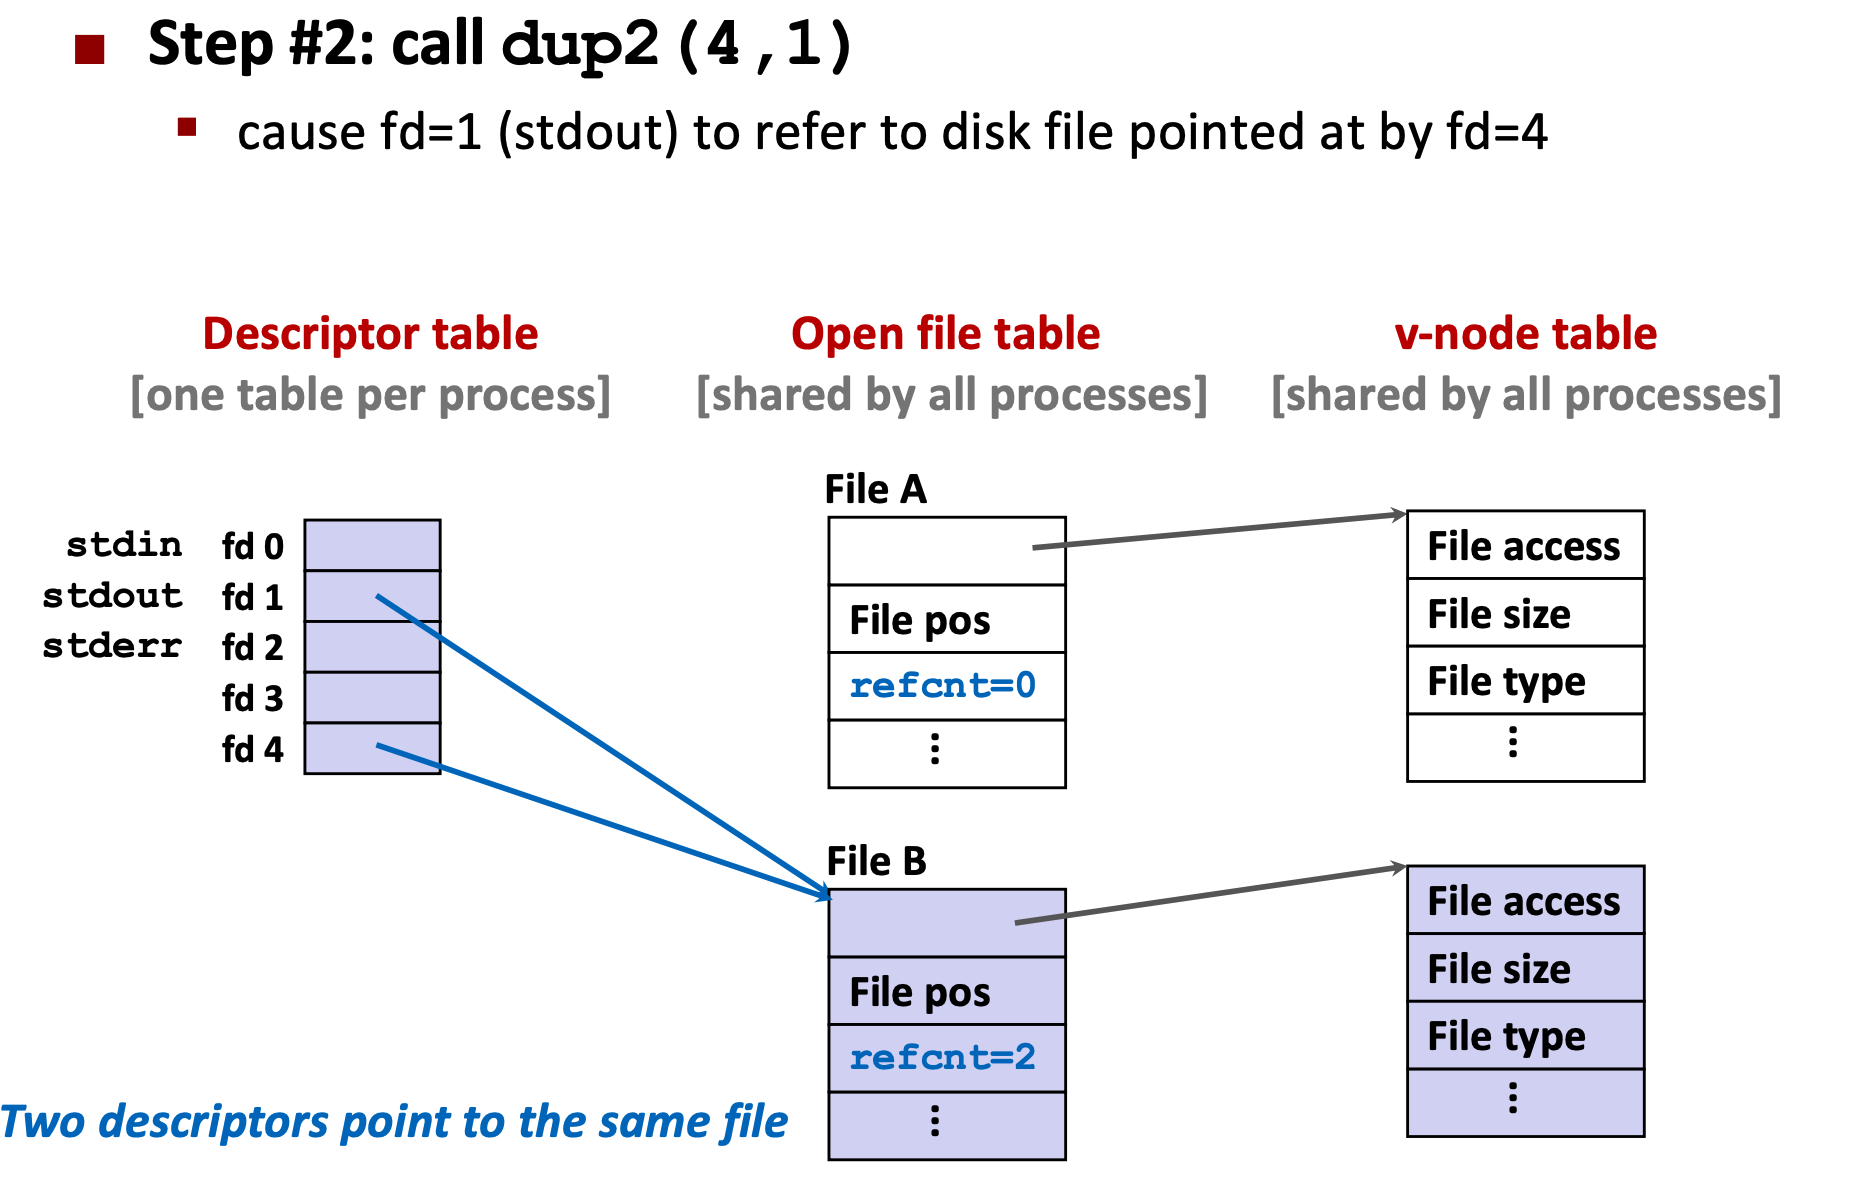 Step #2: call dup2(4,1)
cause fd=1 (stdout) to refer to disk file pointed at by fd=4
Descriptor table
[one table per process]
Open file table
[shared by all processes]
v-node table
[shared by all processes]
stdin fd 0
stdout fd 1
stderr fd 2
fd 3
fd 4
File A
File pos
refcnt=0
⋮
File access
File size
File type
⋮
File B
File pos
refcnt=2
⋮
File access
File size
File type
⋮
Two descriptors point to the same file